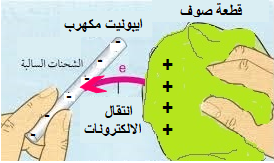 قطعة صوف
ايبونيت مكهرب
الشحنات السالبة
e
انتقال
الالكترونات
+
+
+
+
-
-
-
-
-
-